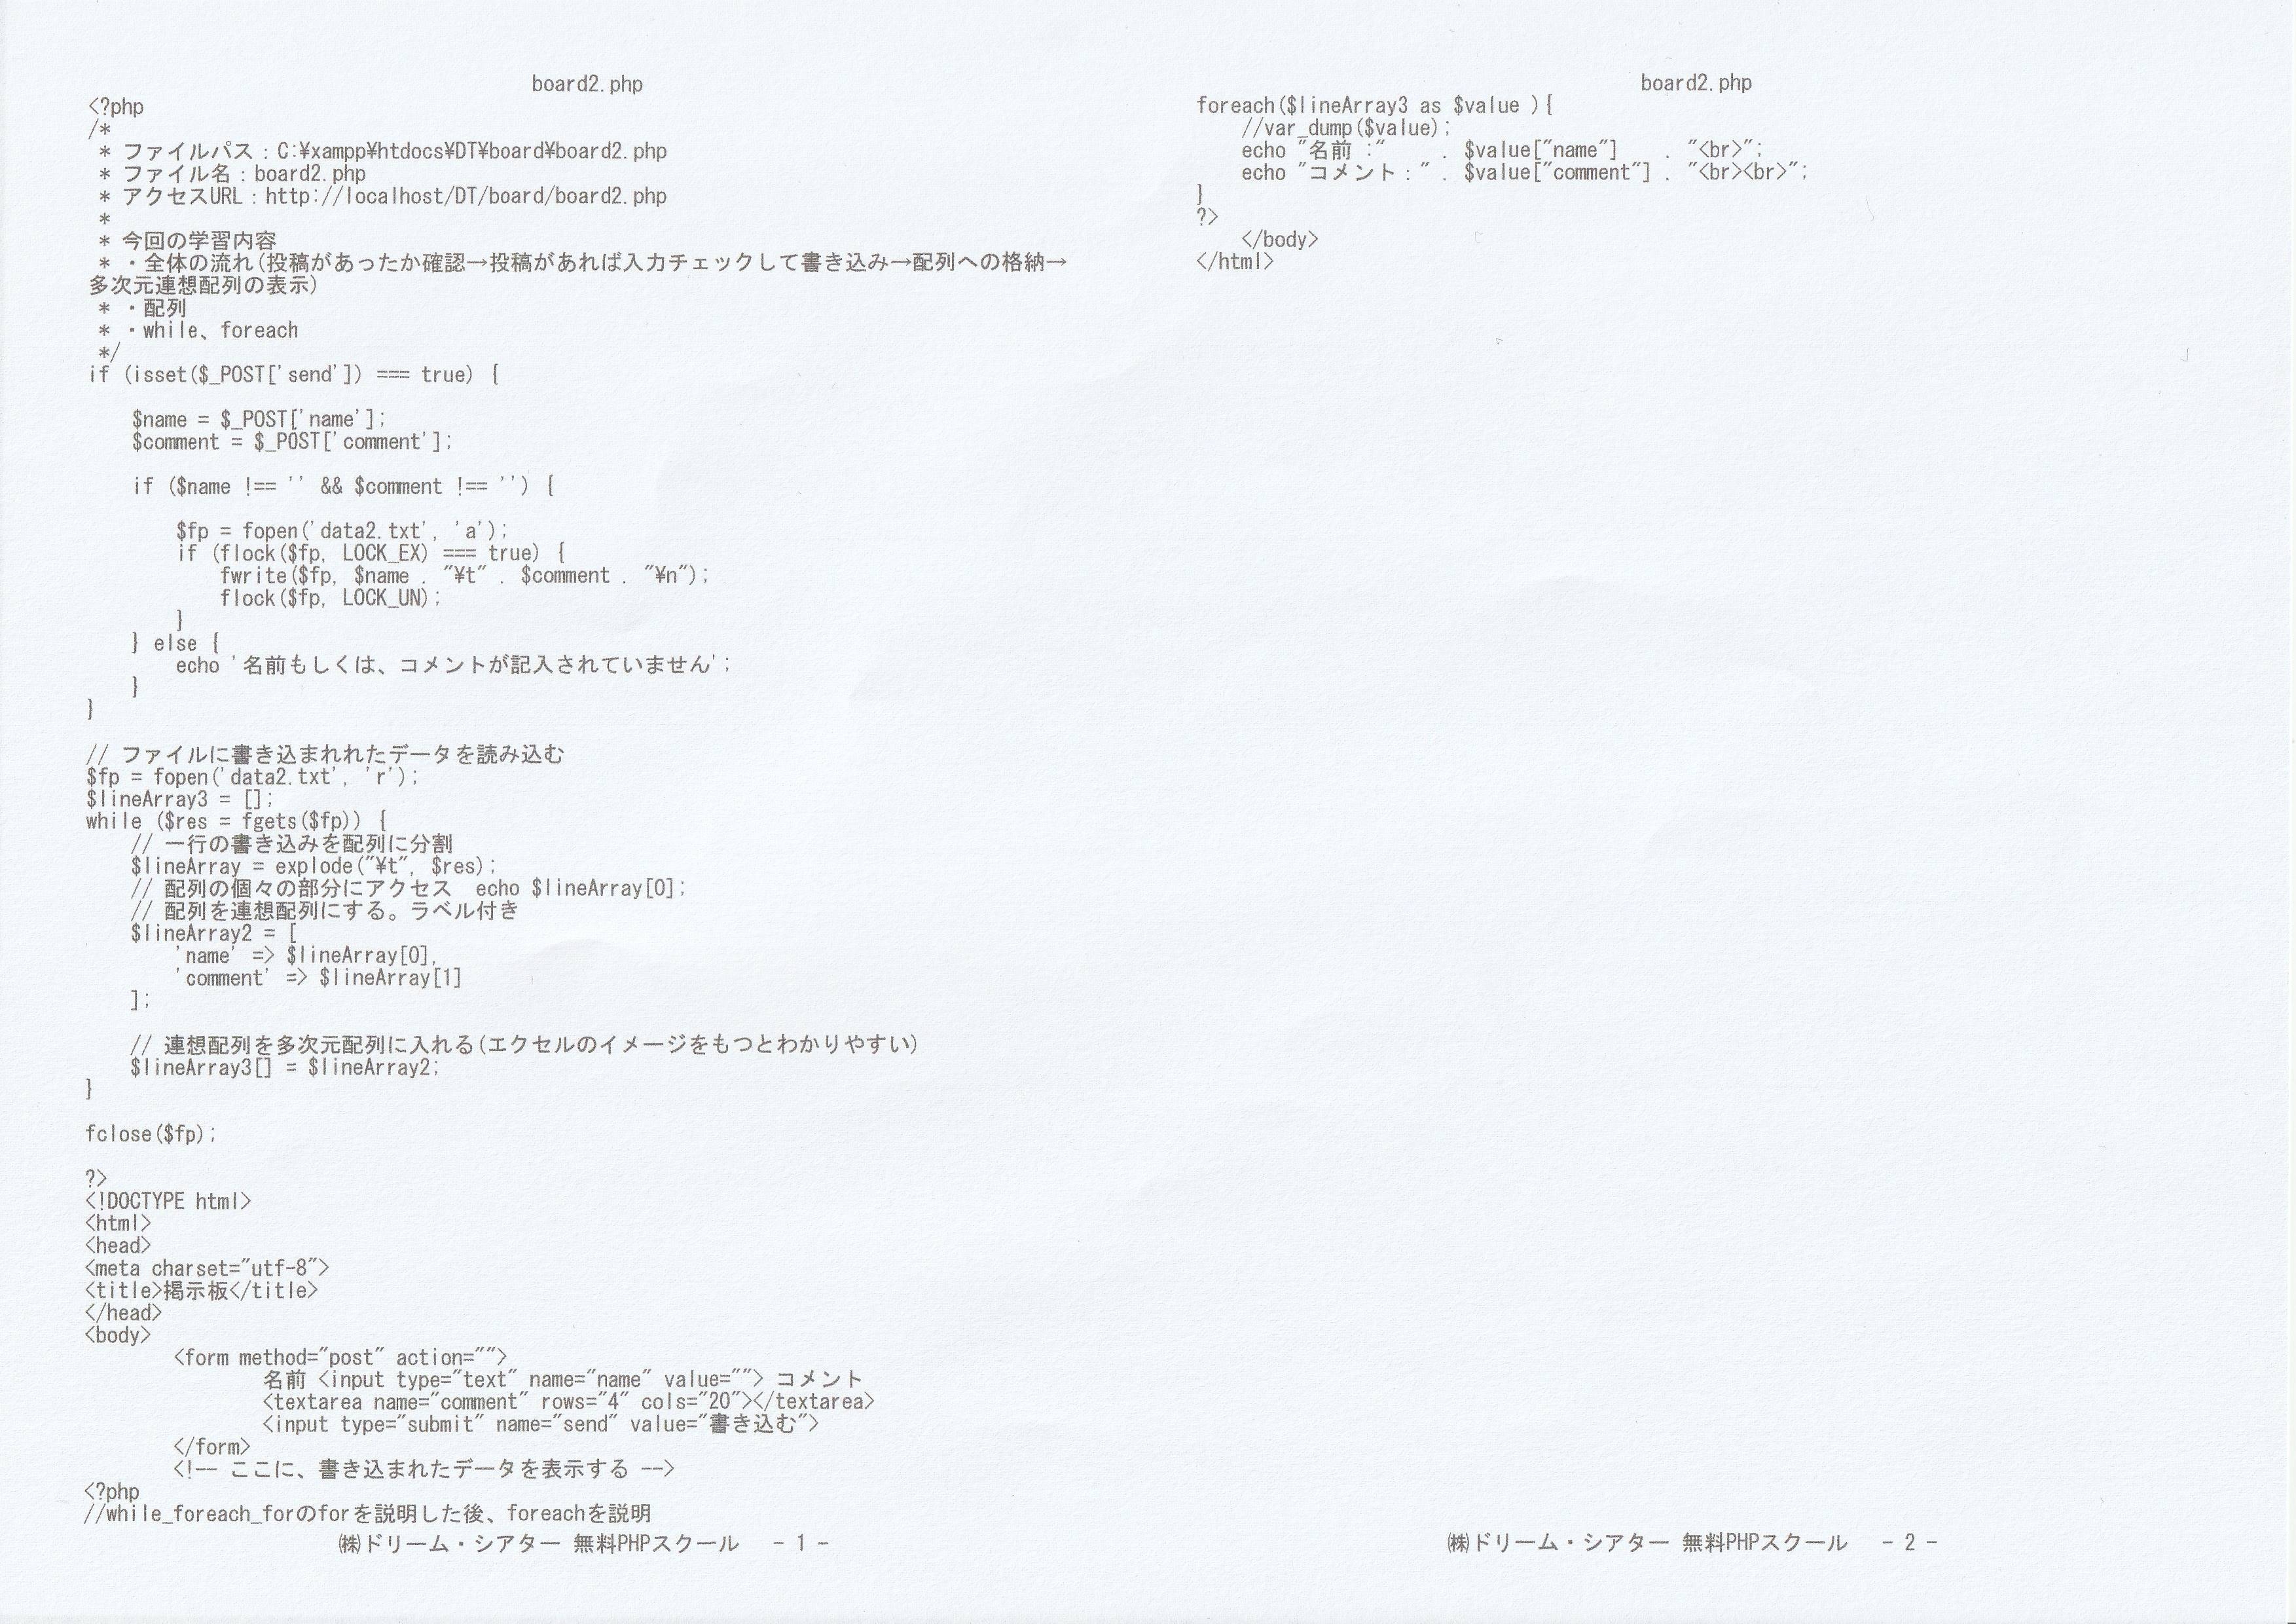 board2.php
<?php
/*
 * ファイルパス：C:¥xampp¥htdocs¥DT¥board¥board2.php
 * ファイル名：board2.php
 * アクセスURL：http://localhost/DT/board/board2.php
 *
 * 今回の学習内容
 * ・全体の流れ(投稿があったか確認→投稿があれば入力チェックして書き込み→配列への格納→
多次元連想配列の表示)
 * ・配列
 * ・while、foreach
 */
if (isset($_POST['send']) === true) {

    $name = $_POST['name'];
    $comment = $_POST['comment'];

    if ($name !== '' && $comment !== '') {

        $fp = fopen('data2.txt', 'a');
        if (flock($fp, LOCK_EX) === true) {
            fwrite($fp, $name . "¥t" . $comment . "¥n");
            flock($fp, LOCK_UN);
        }
    } else {
        echo '名前もしくは、コメントが記入されていません';
    }
}

// ファイルに書き込まれれたデータを読み込む
$fp = fopen('data2.txt', 'r');
$lineArray3 = [];
while ($res = fgets($fp)) {
    // 一行の書き込みを配列に分割
    $lineArray = explode("¥t", $res);
    // 配列の個々の部分にアクセス　echo $lineArray[0];
    // 配列を連想配列にする。ラベル付き
    $lineArray2 = [
        'name' => $lineArray[0],
        'comment' => $lineArray[1]
    ];

    // 連想配列を多次元配列に入れる(エクセルのイメージをもつとわかりやすい)
    $lineArray3[] = $lineArray2;
}

fclose($fp);

?>
<!DOCTYPE html>
<html>
<head>
<meta charset="utf-8">
<title>掲示板</title>
</head>
<body>
        <form method="post" action="">
                名前 <input type="text" name="name" value=""> コメント
                <textarea name="comment" rows="4" cols="20"></textarea>
                <input type="submit" name="send" value="書き込む">
        </form>
        <!-- ここに、書き込まれたデータを表示する -->
<?php
//while_foreach_forのforを説明した後、foreachを説明
㈱ドリーム・シアター 無料PHPスクール　- 1 -
board2.php
foreach($lineArray3 as $value ){
    //var_dump($value);
    echo "名前 :"     . $value["name"]    . "<br>";
    echo "コメント：" . $value["comment"] . "<br><br>";
}
?>
    </body>
</html>
㈱ドリーム・シアター 無料PHPスクール　- 2 -